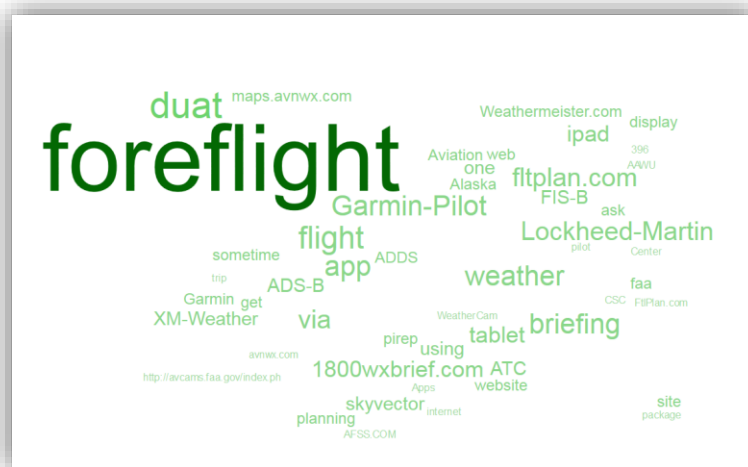 duat maps.avnwx.com
Weathermeister.com
display
ipad
foreflight
396
Aviation web
AAWU
one
fltplan.com
Alaska
FIS-B
Garmin-Pilot
ask
Lockheed-Martin
flight
pilot
Center
sometime
ADDS
app
weather
trip
ADS-B
faa
Garmin get
CSC FltPlan.com
XM-Weather
via
WeatherCam
briefing
tablet
pirep
using
avnwx.com
1800wxbrief.com ATC
http://avcams.faa.gov/index.ph
Apps
website
skyvector
internet
site
planning
package
AFSS.COM